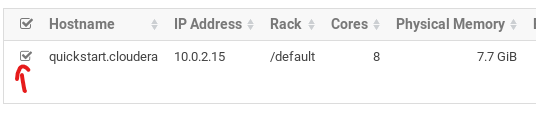 Hostname IP Address Rack Cores Physical Memory
quickstart.cloudera 10.0.2.15 /default 8 7.7 GiB